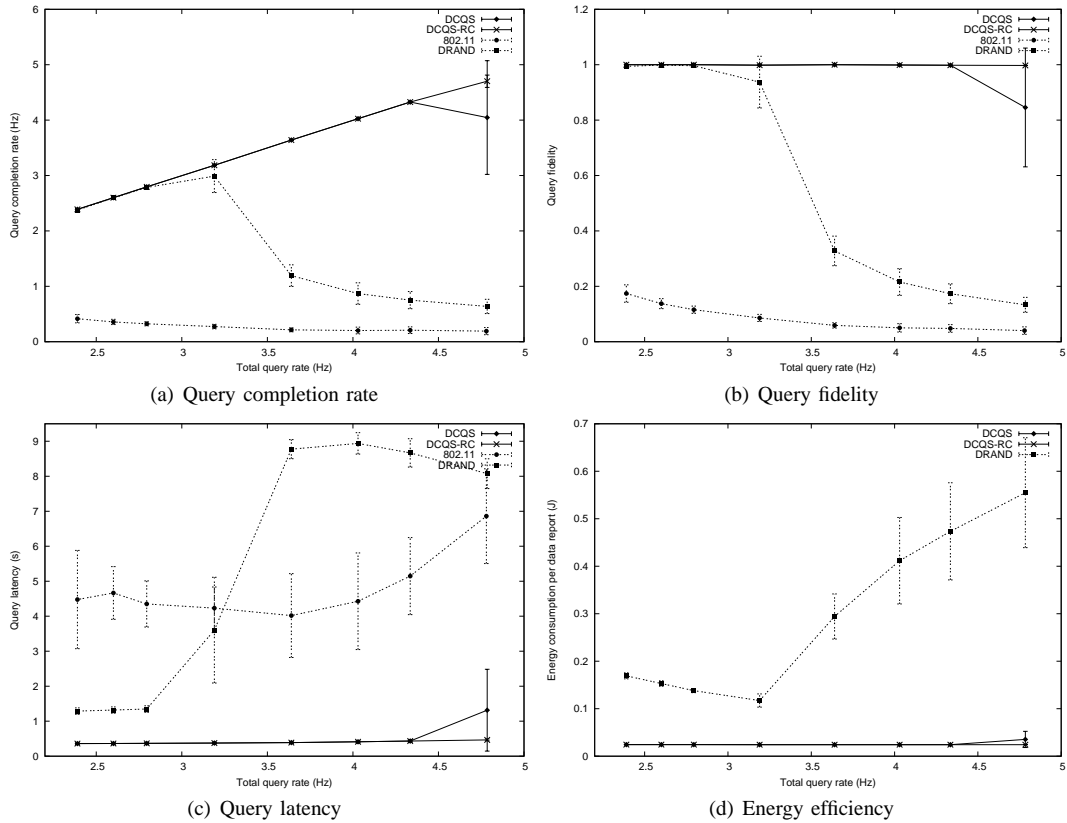 DCQS
DCQS-RC
802.11
DRAND
Query completion rate (Hz)
6
5
4
3
2
1
0
2.5 3 3.5 4 4.5 5
Total query rate (Hz)
(a) Query completion rate
DCQS
DCQS-RC
802.11
DRAND
Query fidelity
1.2
1
0.8
0.6
0.4
0.2
0
2.5 3 3.5 4 4.5 5
Total query rate (Hz)
(b) Query fidelity
DCQS
DCQS-RC
802.11
DRAND
Query latency (s)
9
8
7
6
5
4
3
2
1
0
2.5 3 3.5 4 4.5 5
Total query rate (Hz)
(c) Query latency
DCQS
DCQS-RC
DRAND
Energy consumption per data report (J)
0.7
0.6
0.5
0.4
0.3
0.2
0.1
0
2.5 3 3.5 4 4.5 5
Total query rate (Hz)
(d) Energy efficiency